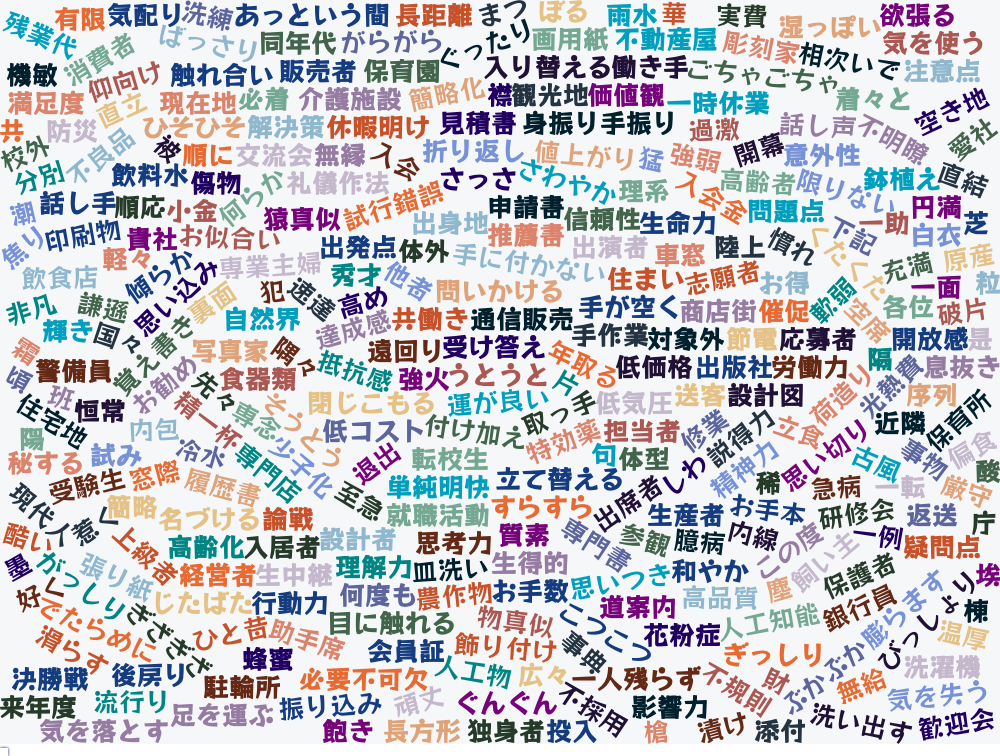 有限 気配り 洗練 あっという間 長距離 まつ ぼる 雨水 華 実費 湿っぽい 欲張る
残業代 消費者 ばっさり 同年代 がらがら ぐったり 画用紙 不動産屋 彫刻家 相次いで 気を使う
機敏 仰向け 触れ合い 販売者 保育園 入り替える 働き手 ごちゃごちゃ 注意点
満足度 直立 現在地 必着 介護施設 簡略化 襟 観光地 価値観 一時休業 着々と 空き地
共 防災 ひそひそ 解決策 休暇明け 見積書 身振り手振り 過激 話し声 不明瞭 愛社
校外 不良品 被 順に 交流会 無縁 入会 折り返し 値上がり 猛 強弱 開幕 意外性
分別 飲料水 傷物 何らか 礼儀作法 さっさ さわやか 理系 入会金 高齢者 限りない 鉢植え 直結
潮 話し手 順応 小金 猿真似 試行錯誤 出身地 申請書 信頼性 生命力 問題点 下記 一助 円満
焦り 印刷物 貴社 お似合い 出発点 体外 手に付かない 推薦書 出演者 車窓 陸上 慣れ くたくた 白衣 芝
飲食店 軽々 傾らか 思い込み 専業主婦 秀才 他者 問いかける 住まい 志願者 お得 充満 原産 粒
非凡 謙遜 裏面 犯 迅速 高め 手が空く 商店街 催促 軟弱 各位 一面 破片
輝き 国々 覚え書き 自然界 達成感 共働き 通信販売 手作業 対象外 節電 応募者 空席 開放感 是
霜 警備員 写真家 隅々 抵抗感 遠回り 受け答え 年取る 低価格 出版社 労働力 隔 光熱費 息抜き
頃 班 恒常 お勧め 先々 食器類 強火 うとうと 片 送客 設計図 荷造り 序列
住宅地 内包 精一杯 専念 そうとう 閉じこもる 運が良い 取っ手 低気圧 修業 説得力 立食 近隣 保育所
陽 冷水 少子化 低コスト 付け加え 特効薬 担当者 思い切り 事物 偏食
秘する 試み 窓際 専門店 退出 転校生 句 体型 しわ 精神力 稀 急病 古風 一転 酸
現代人 受験生 履歴書 至急 単純明快 立て替える 出席者 厳守
惹く 簡略 名づける 論戦 就職活動 すらすら 生産者 お手本 研修会 返送 庁
酷い 上級者 高齢化 入居者 設計者 思考力 質素 専門書 参観 臆病 内線 この度 飼い主 一例 疑問点
墨 がっしり 張り紙 経営者 生中継 理解力 皿洗い 生得的 思いつき 和やか 保護者 埃
好く じたばた 行動力 何度も 農作物 お手数 道案内 高品質 塵 銀行員 びっしょり 棟
でたらめに ぎざぎざ ひと昔 助手席 目に触れる 物真似 こつこつ 花粉症 人工知能 膨らます 温厚
滑らす 蜂蜜 会員証 飾り付け 事典 ぎっしり ぶかぶか 洗濯機
決勝戦 後戻り 駐輪所 必要不可欠 人工物 広々 一人残らず 不規則 財 無給 気を失う
来年度 流行り 足を運ぶ 振り込み 頑丈 ぐんぐん 不採用 影響力
気を落とす 飽き 長方形 独身者 投入 槍 漬け 添付 洗い出す 歓迎会